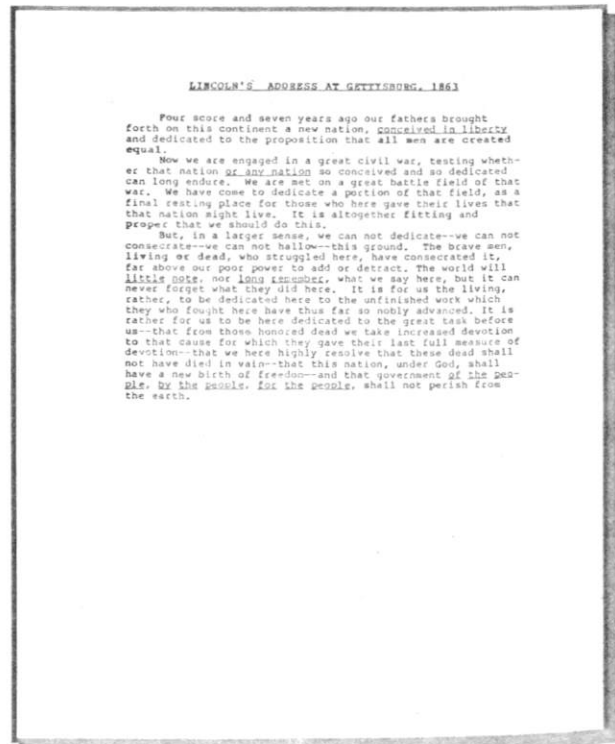 LINCOLN'S ADDRESS AT GETTYSBURG, 1863
Four score and seven years ago our fathers brought
forth on this continent a new nation, conceived in liberty
and dedicated to the proposition that all men are created
equal.
Now we are engaged in a great civil war, testing wheth-
er that nation or any nation so conceived and so dedicated
can long endure. We are met on a great battle field of that
war. We have come to dedicate a portion of that field, as a
final resting place for those who here gave their lives that
that nation might live. It is altogether fitting and
proper that we should do this.
But, in a larger sense, we can not dedicate--we can not
consecrate--we can not hallow--this ground. The brave men,
living or dead, who struggled here, have consecrated it,
far above our poor power to add or detract. The world will
little note, nor long remember, what we say here, but it can
never forget what they did here. It is for us the living,
rather, to be dedicated here to the unfinished work which
they who fought here have thus far so nobly advanced. It is
rather for us to be here dedicated to the great task before
us--that from those honored dead we take increased devotion
to that cause for which they gave their last full measure of
devotion--that we here highly resolve that these dead shall
not have died in vain--that this nation, under God, shall
have a new birth of freedom--and that government of the peo-
ple, by the people, for the people, shall not perish from
the earth.